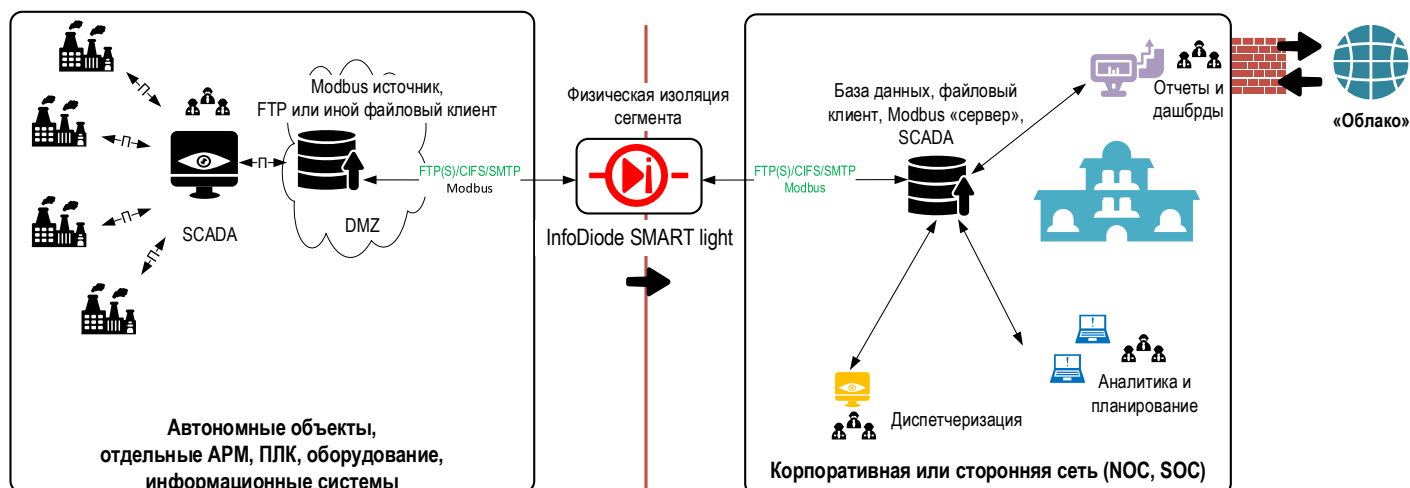 Modbus источник,
FTP или иной файловый клиент
П
П
П
П
П
SCADA
DMZ
FTP(S)/CIFS/SMTP
Modbus
Автономные объекты,
отдельные АРМ, ПЛК, оборудование,
информационные системы
Физическая изоляция
сегмента
InfoDiode SMART light
FTP(S)/CIFS/SMTP
Modbus
База данных, файловый
клиент, Modbus «сервер»,
SCADA
Отчеты и
дашбрды
Диспетчеризация
Аналитика и
планирование
Корпоративная или сторонняя сеть (NOC, SOC)
«Облако»